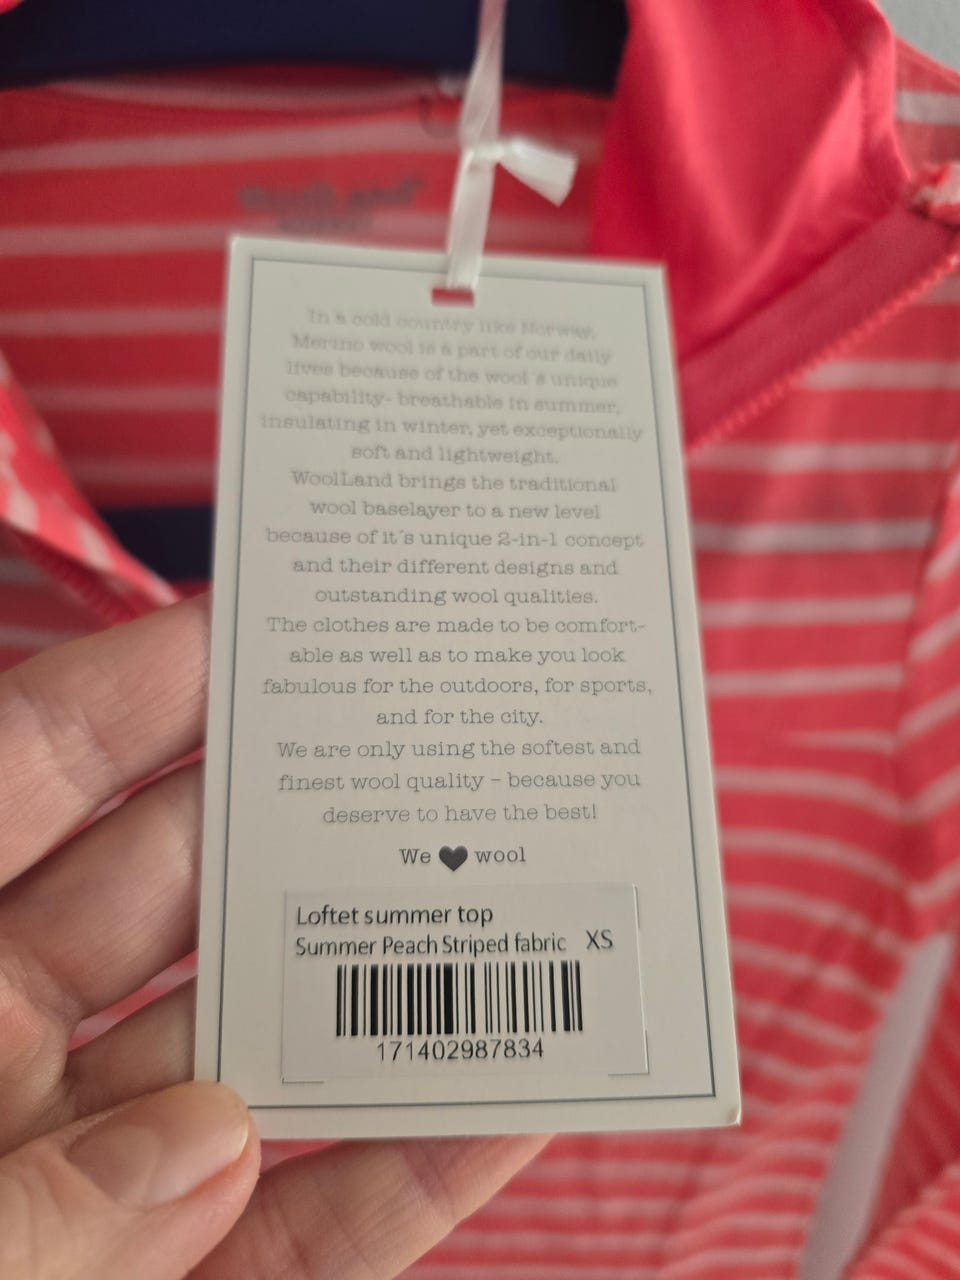 In a cold country like Norway,
Merino wool is a part of our daily
lives because of the wool´s unique
capability- breathable in summer,
insulating in winter, yet exceptionally
soft and lightweight.
WoolLand brings the traditional
wool baselayer to a new level
because of it´s unique 2-in-1 concept
and their different designs and
outstanding wool qualities.
The clothes are made to be comfort-
able as well as to make you look
fabulous for the outdoors, for sports,
and for the city.
We are only using the softest and
finest wool quality – because you
deserve to have the best!
We ♥ wool
Loftet summer top
Summer Peach Striped fabric XS
171402987834